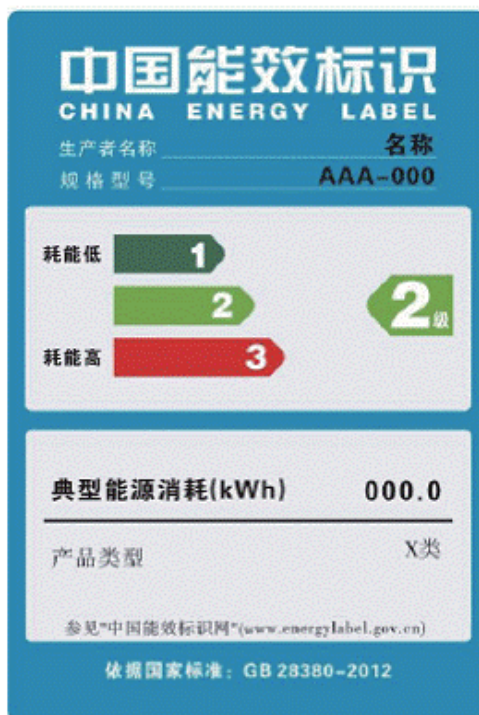 中国能效标识
CHINA ENERGY LABEL
生产者名称 名称
规格型号 AAA-000
耗能低 1
2 2级
耗能高 3
典型能源消耗(kWh) 000.0
产品类型 X类
参见"中国能效标识网"(www.energylabel.gov.cn)
依据国家标准：GB 28380-2012